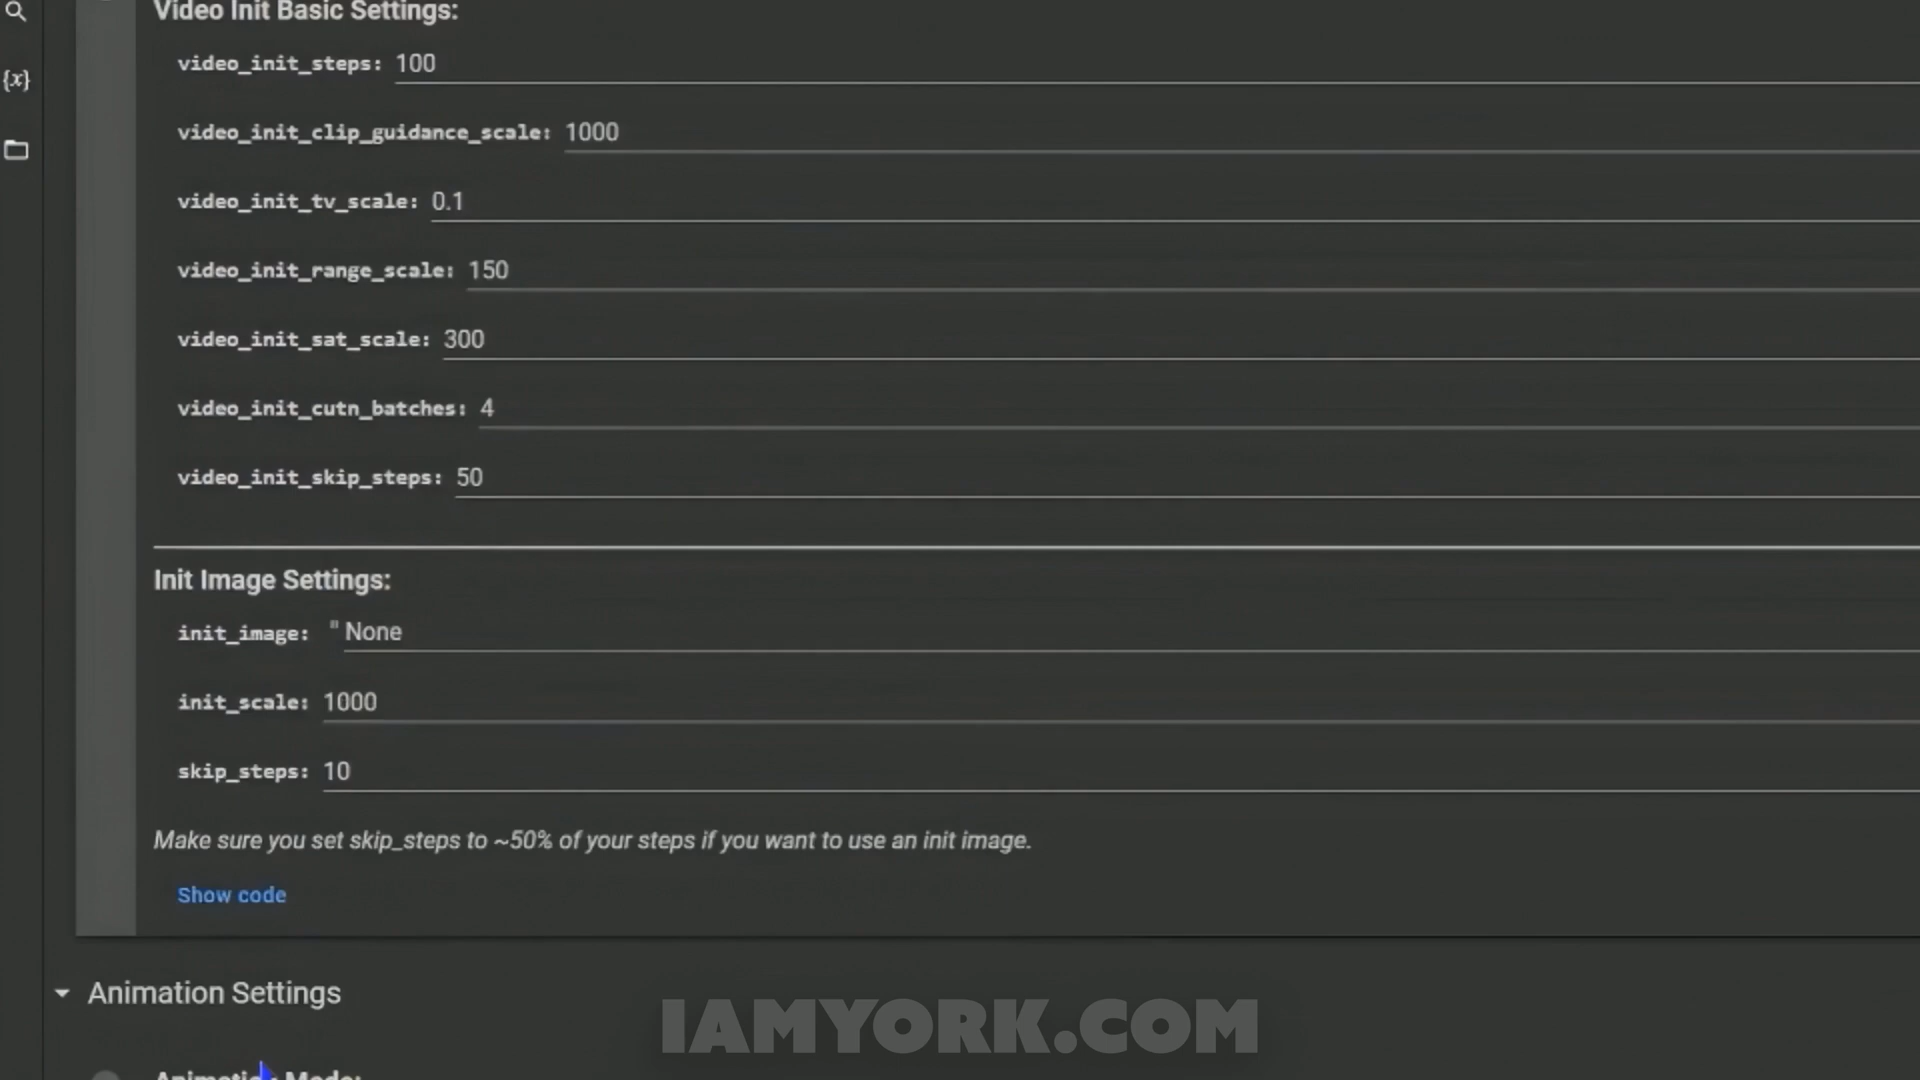 Video Init Basic Settings:
{x}
video_init_steps: 100
video_init_clip_guidance_scale: 1000
video_init_tv_scale: 0.1
video_init_range_scale: 150
video_init_sat_scale: 300
video_init_cutn_batches: 4
video_init_skip_steps: 50
Init Image Settings:
init_image: " None
init_scale: 1000
skip_steps: 10
Make sure you set skip_steps to ~50% of your steps if you want to use an init image.
Show code
Animation Settings
IAMYORK.COM
Animation Mode: